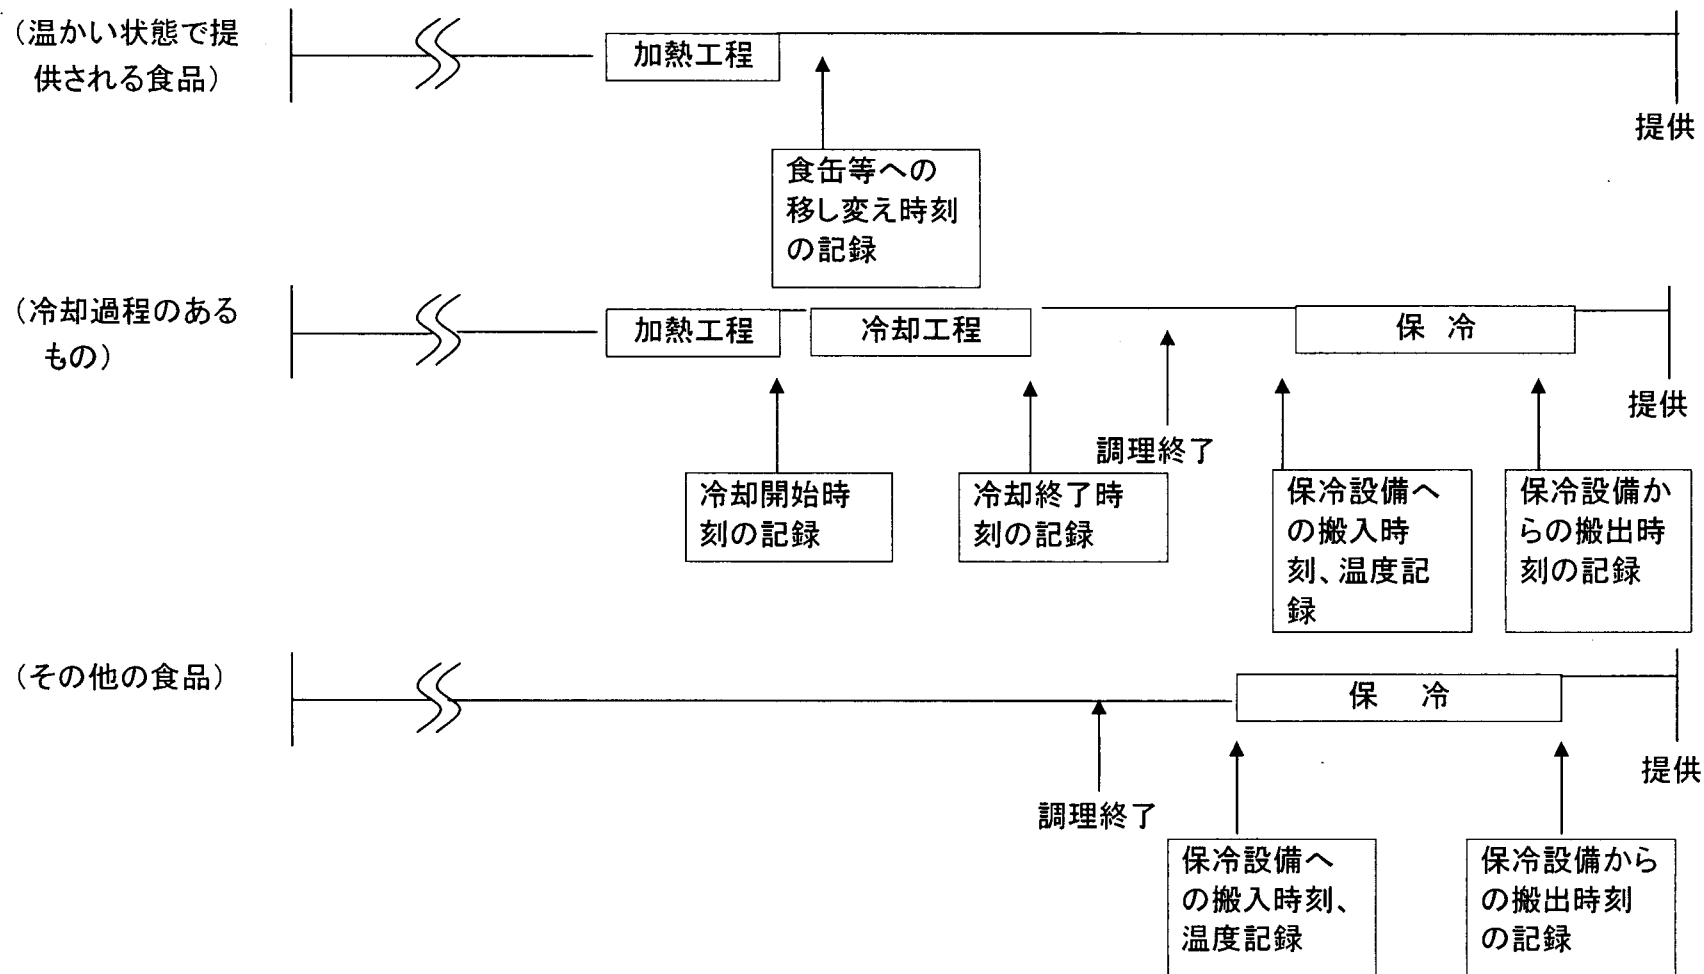 （温かい状態で提
供される食品）
加熱工程
提供
食缶等への
移し変え時刻
の記録
（冷却過程のある
もの）
加熱工程
冷却工程
保 冷
提供
調理終了
冷却開始時
刻の記録
冷却終了時
刻の記録
保冷設備へ
の搬入時
刻、温度記
録
保冷設備か
らの搬出時
刻の記録
（その他の食品）
保 冷
提供
調理終了
保冷設備へ
の搬入時刻、
温度記録
保冷設備から
の搬出時刻
の記録